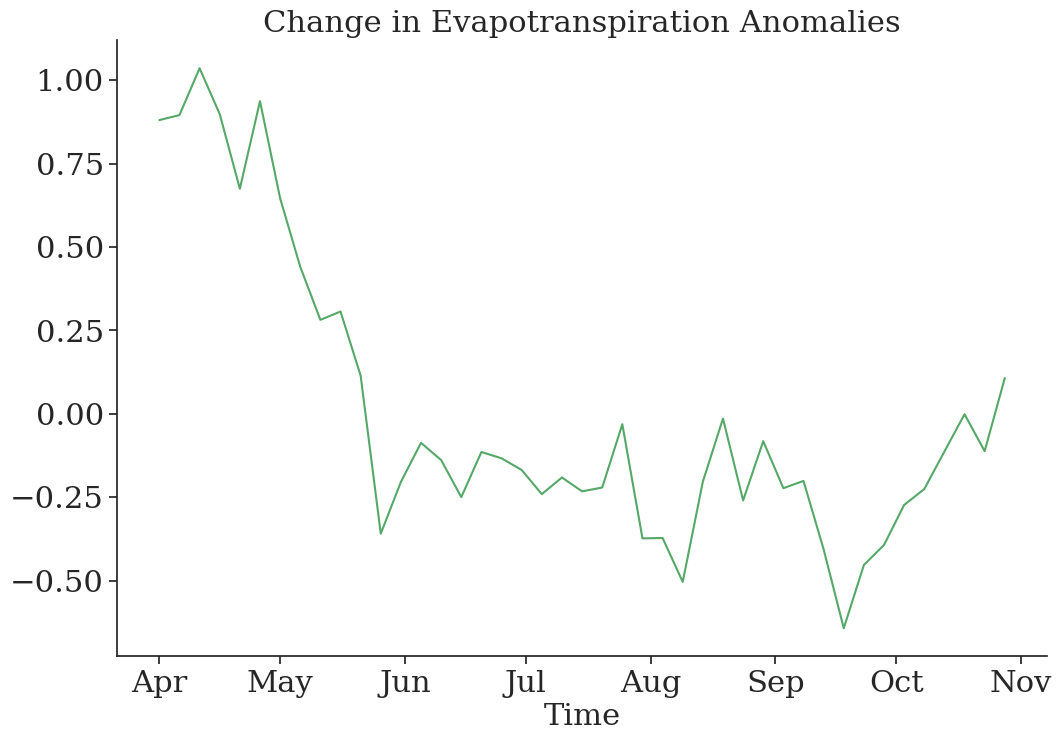 Change in Evapotranspiration Anomalies
1.00
0.75
0.50
0.25
0.00
−0.25
−0.50
Apr May Jun Jul Aug Sep Oct Nov
Time